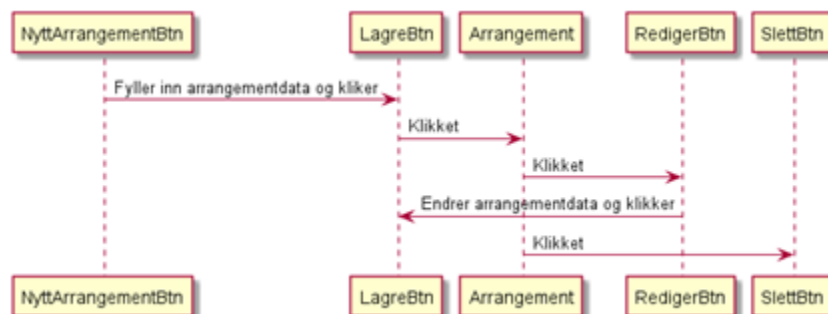 NyttArrangementBtn
LagreBtn
Arrangement
RedigerBtn
SlettBtn
Fyller inn arrangementdata og kliker
Klikket
Klikket
Endrer arrangementdata og klikker
Klikket
NyttArrangementBtn
LagreBtn
Arrangement
RedigerBtn
SlettBtn